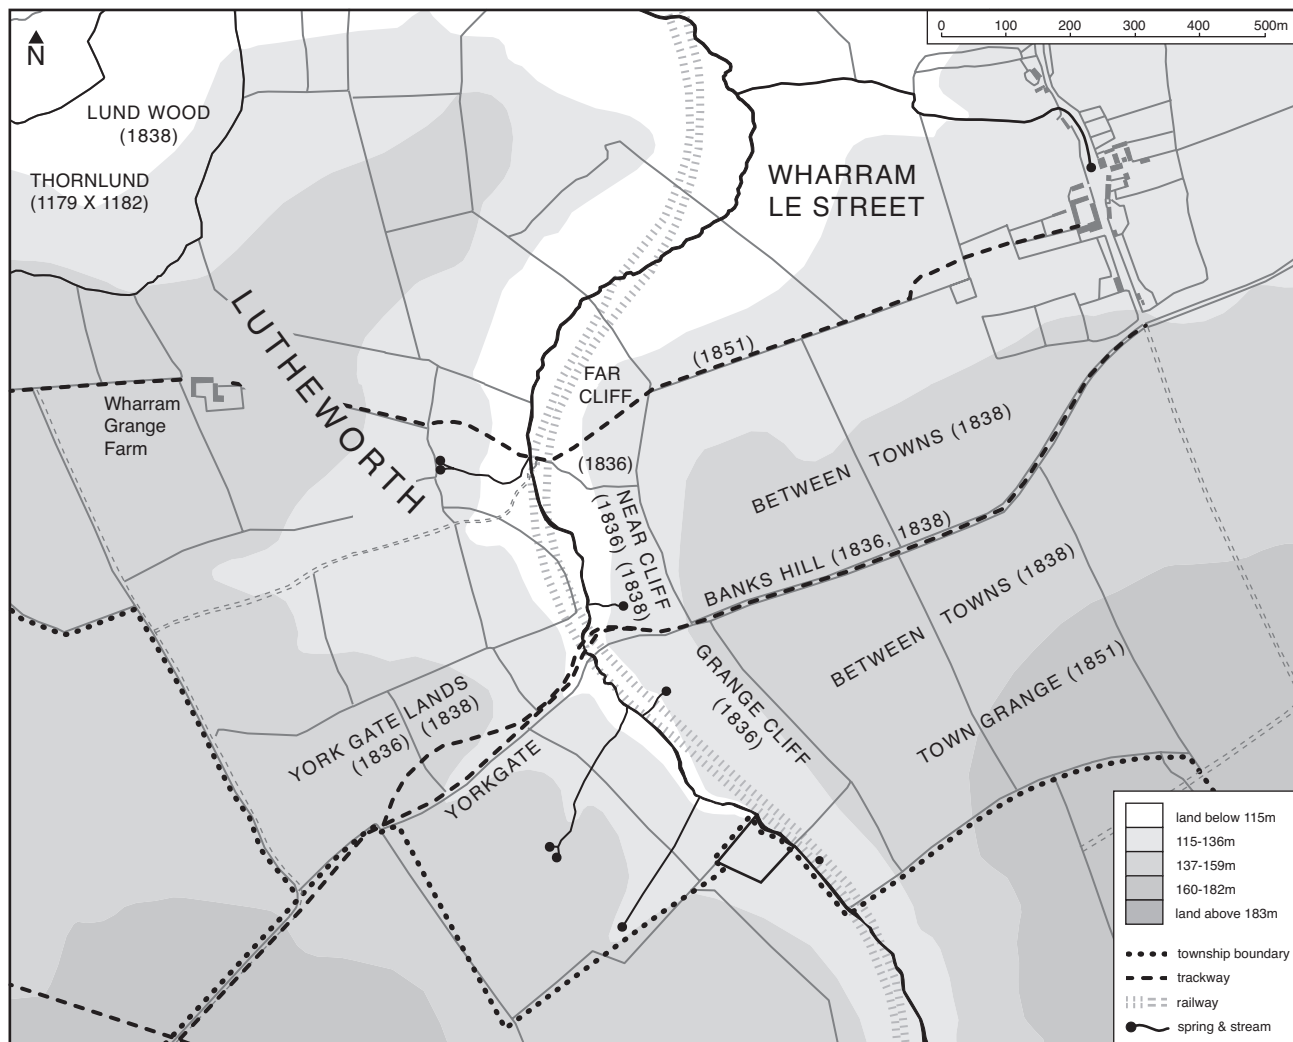 N
0 100 200 300 400 500m
LUND WOOD
(1838)
THORNLUND
(1179 X 1182)
WHARRAM
LE STREET
LUTHEWORTH
(1851)
FAR
CLIFF
(1836)
Wharram
Grange
Farm
NEAR CLIFF
(1836) (1838)
BETWEEN TOWNS (1838)
BANKS HILL (1836, 1838)
BETWEEN TOWNS (1838)
GRANGE CLIFF
(1836)
TOWN GRANGE (1851)
YORK GATE LANDS
(1836) (1838)
YORKGATE
land below 115m
115-136m
137-159m
160-182m
land above 183m
township boundary
trackway
railway
spring & stream